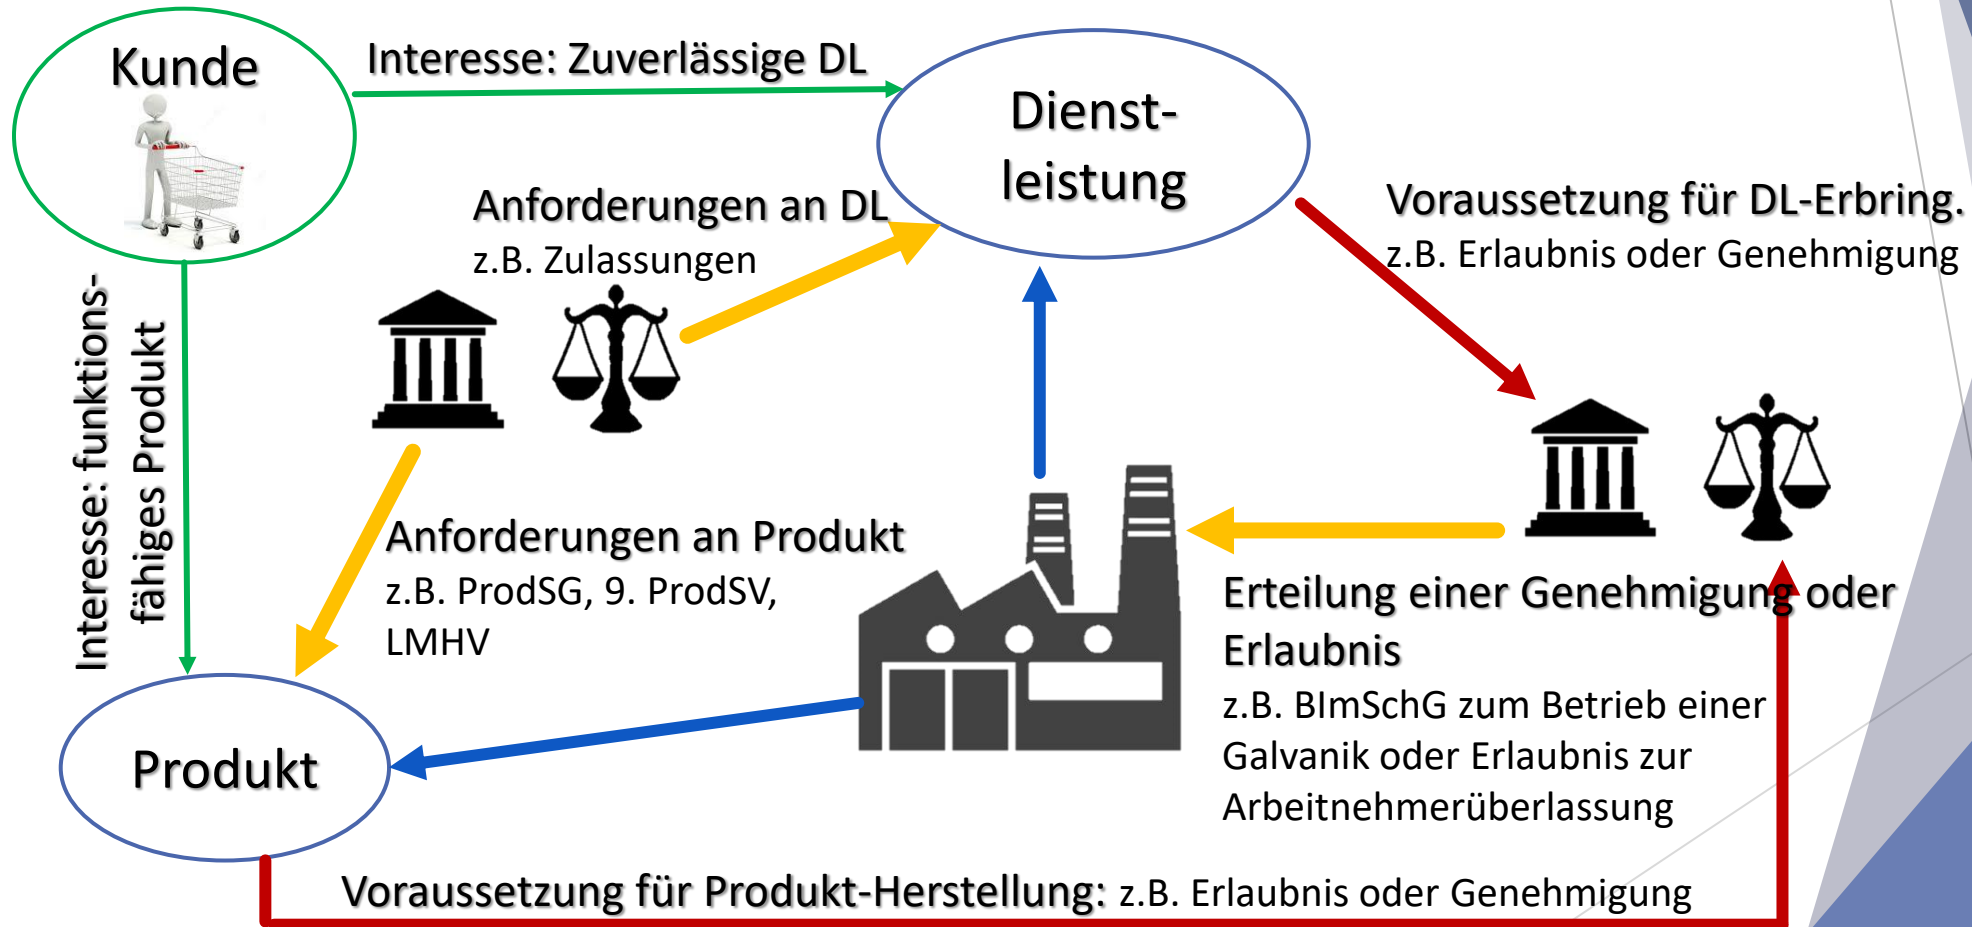 Kunde
Interesse: Zuverlässige DL
Dienst-
leistung
Anforderungen an DL
z.B. Zulassungen
Voraussetzung für DL-Erbring.
z.B. Erlaubnis oder Genehmigung
Interesse: funktions-
fähiges Produkt
Anforderungen an Produkt
z.B. ProdSG, 9. ProdSV,
LMHV
Erteilung einer Genehmigung oder
Erlaubnis
z.B. BImSchG zum Betrieb einer
Galvanik oder Erlaubnis zur
Arbeitnehmerüberlassung
Produkt
Voraussetzung für Produkt-Herstellung: z.B. Erlaubnis oder Genehmigung